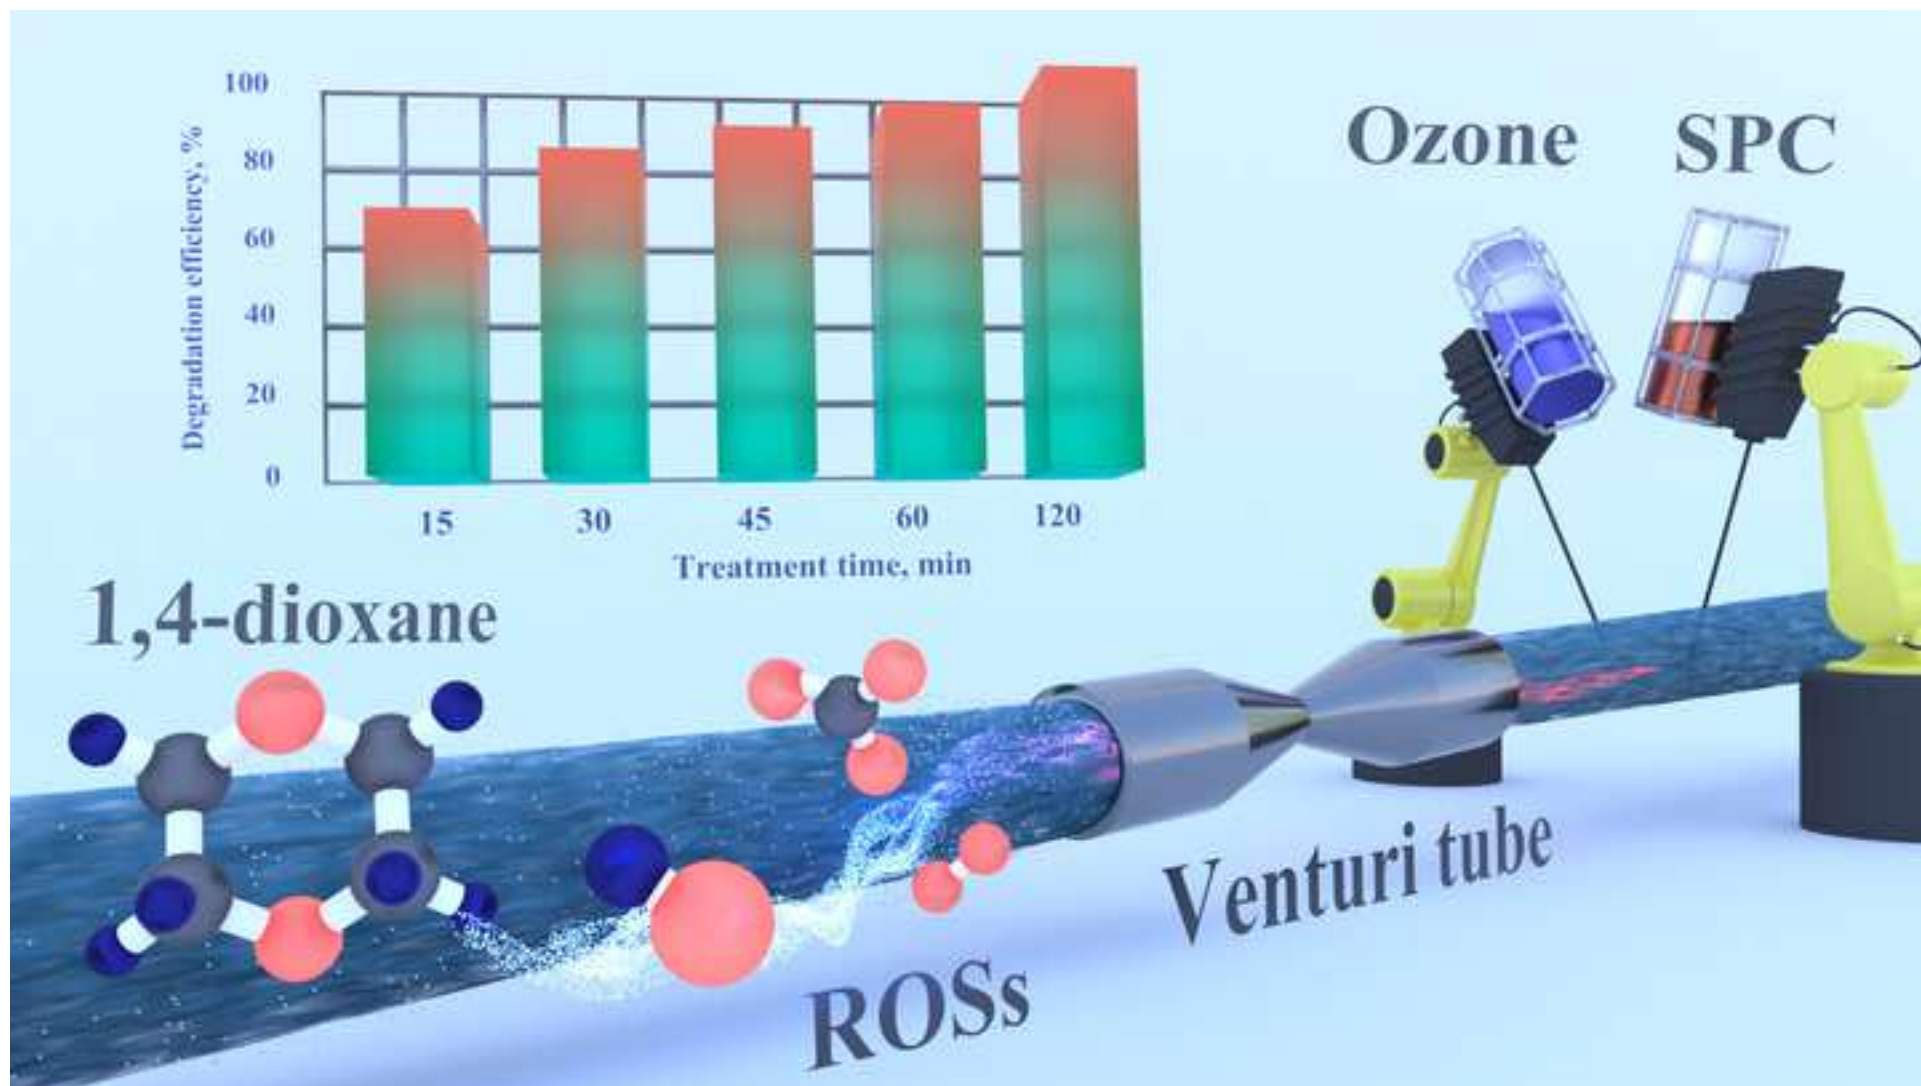 100
80
60
40
20
0
Degradation efficiency, %
15 30 45 60 120
Treatment time, min
Ozone SPC
1,4-dioxane
Venturi tube
ROSs